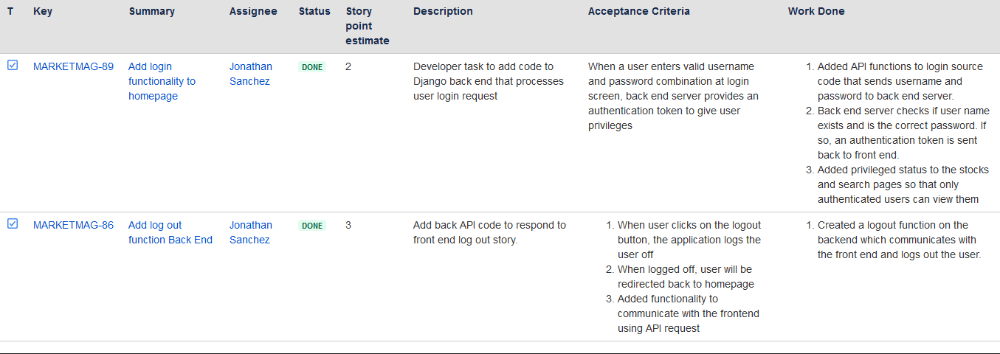 T Key Summary Assignee Status Story point estimate Description Acceptance Criteria Work Done
MARKETMAG-89
Add login
functionality to
homepage
Jonathan
Sanchez
DONE
2
Developer task to add code to
Django back end that processes
user login request
When a user enters valid username
and password combination at login
screen, back end server provides an
authentication token to give user
privileges
1. Added API functions to login source
code that sends username and
password to back end server.
2. Back end server checks if user name
exists and is the correct password. If
so, an authentication token is sent
back to front end.
3. Added privileged status to the stocks
and search pages so that only
authenticated users can view them
MARKETMAG-86
Add log out
function Back End
Jonathan
Sanchez
DONE
3
Add back API code to respond to
front end log out story.
1. When user clicks on the logout
button, the application logs the
user off
2. When logged off, user will be
redirected back to homepage
3. Added functionality to
communicate with the frontend
using API request
1. Created a logout function on the
backend which communicates with
the front end and logs out the user.